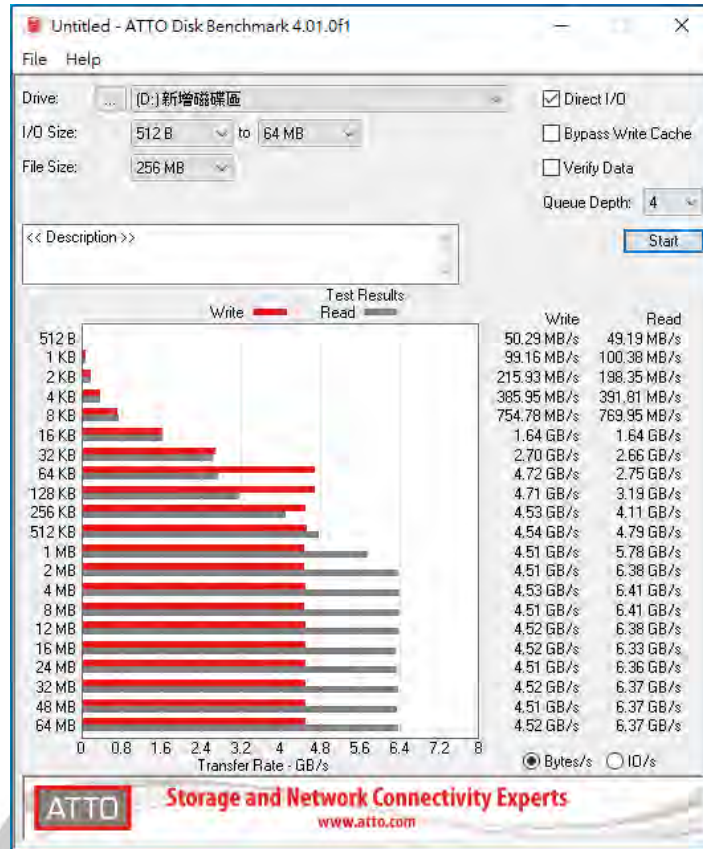 Untitled - ATTO Disk Benchmark 4.01.0f1
File Help
Drive: ... (D:)新增磁碟區
Direct I/O
I/O Size: 512 B to 64 MB
Bypass Write Cache
File Size: 256 MB
Verify Data
Queue Depth: 4
<< Description >>
Start
Test Results
Write Read
Write Read
512 B 50.29 MB/s 49.19 MB/s
1 KB 99.16 MB/s 100.38 MB/s
2 KB 215.93 MB/s 198.35 MB/s
4 KB 385.95 MB/s 391.81 MB/s
8 KB 754.78 MB/s 769.95 MB/s
16 KB 1.64 GB/s 1.64 GB/s
32 KB 2.70 GB/s 2.66 GB/s
64 KB 4.72 GB/s 2.75 GB/s
128 KB 4.71 GB/s 3.19 GB/s
256 KB 4.53 GB/s 4.11 GB/s
512 KB 4.54 GB/s 4.79 GB/s
1 MB 4.51 GB/s 5.78 GB/s
2 MB 4.51 GB/s 6.38 GB/s
4 MB 4.53 GB/s 6.41 GB/s
8 MB 4.51 GB/s 6.41 GB/s
12 MB 4.52 GB/s 6.38 GB/s
16 MB 4.52 GB/s 6.33 GB/s
24 MB 4.51 GB/s 6.36 GB/s
32 MB 4.52 GB/s 6.37 GB/s
48 MB 4.51 GB/s 6.37 GB/s
64 MB 4.52 GB/s 6.37 GB/s
0 0.8 1.6 2.4 3.2 4 4.8 5.6 6.4 7.2 8
Transfer Rate - GB/s
Bytes/s IO/s
ATTO
Storage and Network Connectivity Experts
www.atto.com